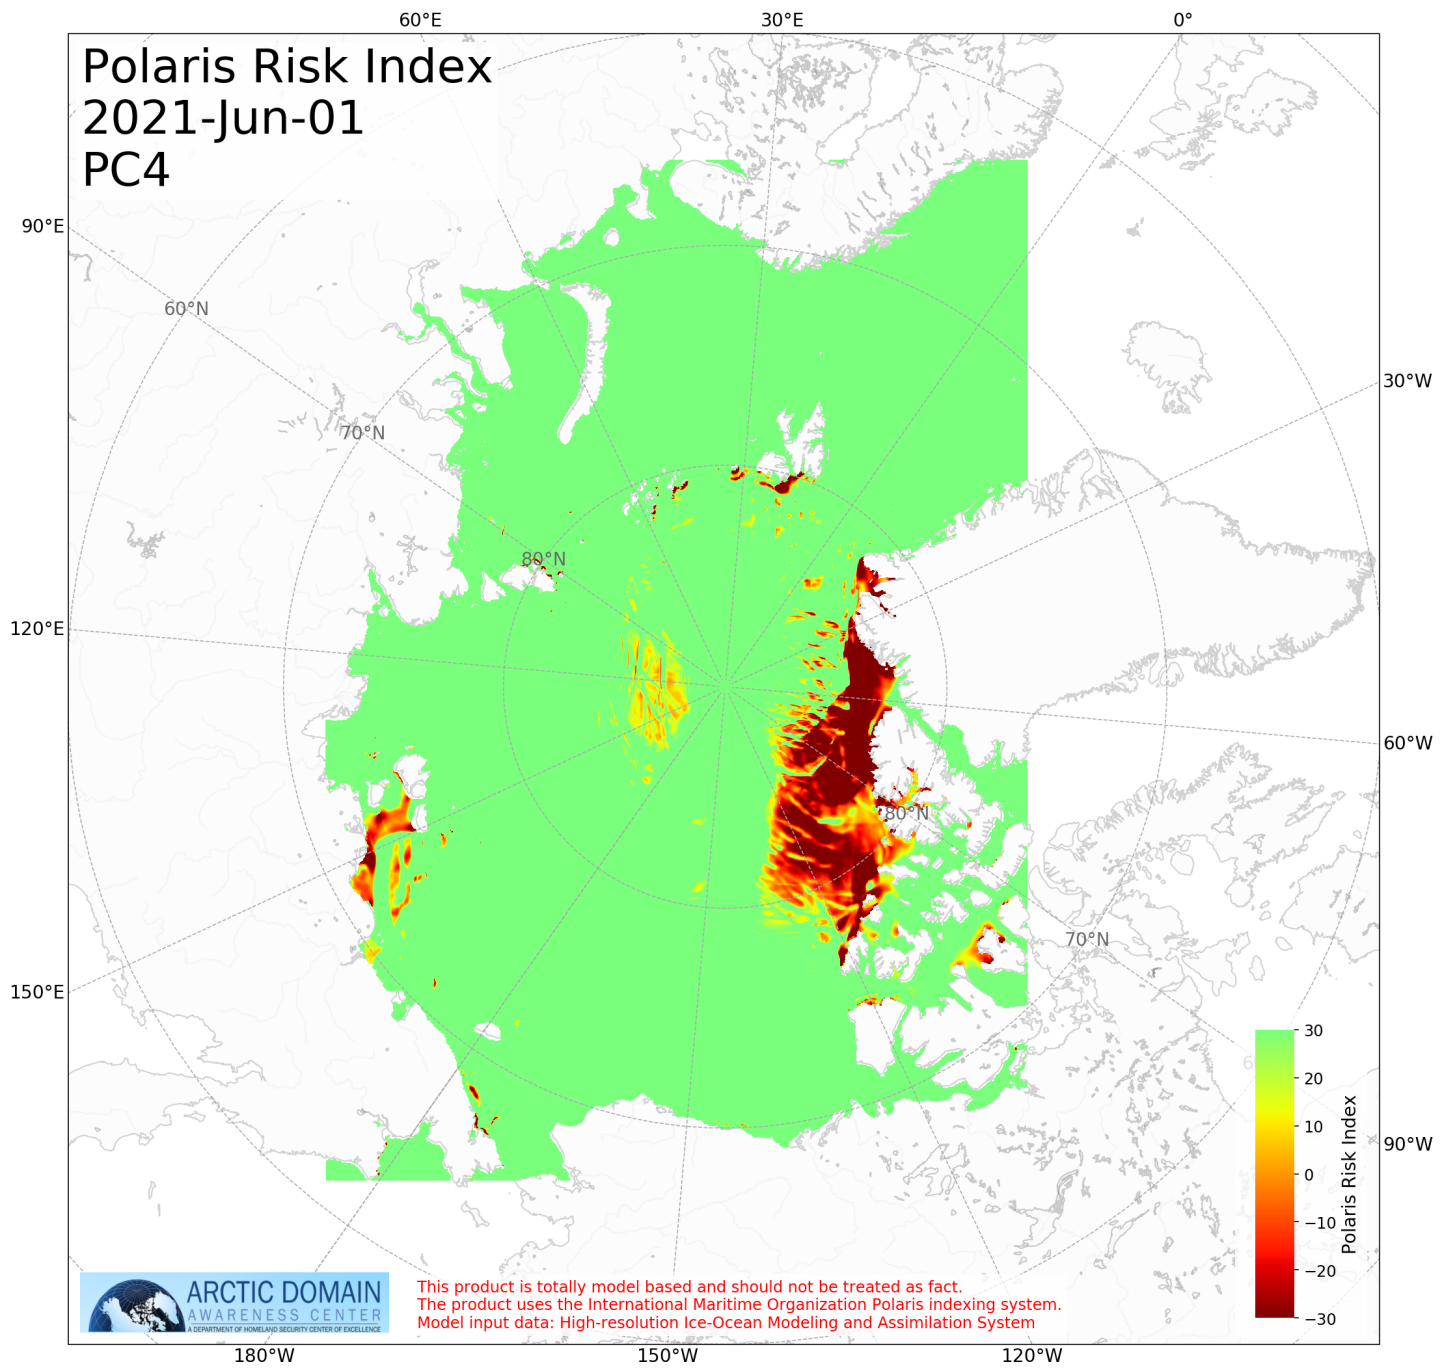 60°E 30°E 0°
Polaris Risk Index
2021-Jun-01
PC4
90°E
60°N
30°W
70°N
80°N
120°E
60°W
80°N
70°N
150°E
30
20
10
0
−10
−20
−30
Polaris Risk Index
90°W
ARCTIC DOMAIN
AWARENESS CENTER
A DEPARTMENT OF HOMELAND SECURITY CENTER OF EXCELLENCE
This product is totally model based and should not be treated as fact.
The product uses the International Maritime Organization Polaris indexing system.
Model input data: High-resolution Ice-Ocean Modeling and Assimilation System
180°W 150°W 120°W